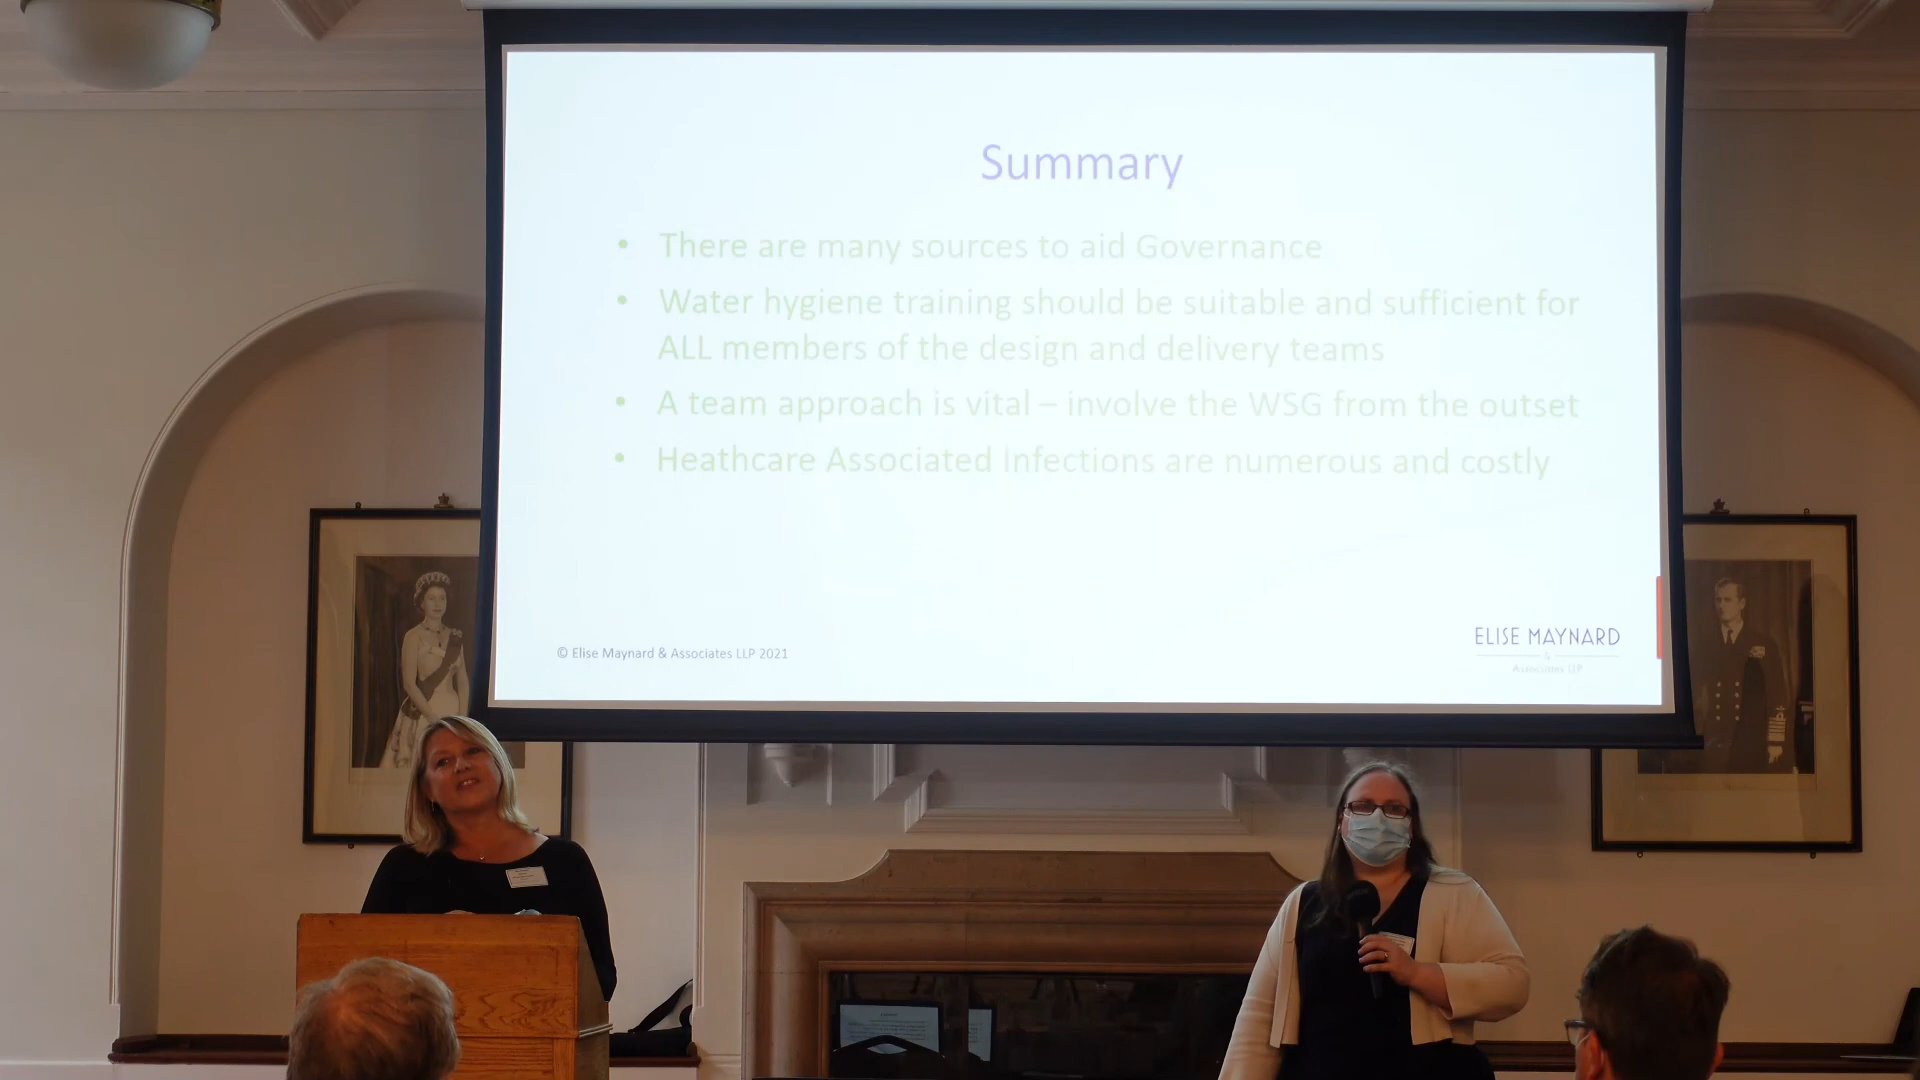 Summary
• There are many sources to aid Governance
• Water hygiene training should be suitable and sufficient for
ALL members of the design and delivery teams
• A team approach is vital – involve the WSG from the outset
• Heathcare Associated Infections are numerous and costly
© Elise Maynard & Associates LLP 2021
ELISE MAYNARD
&
Associates LLP